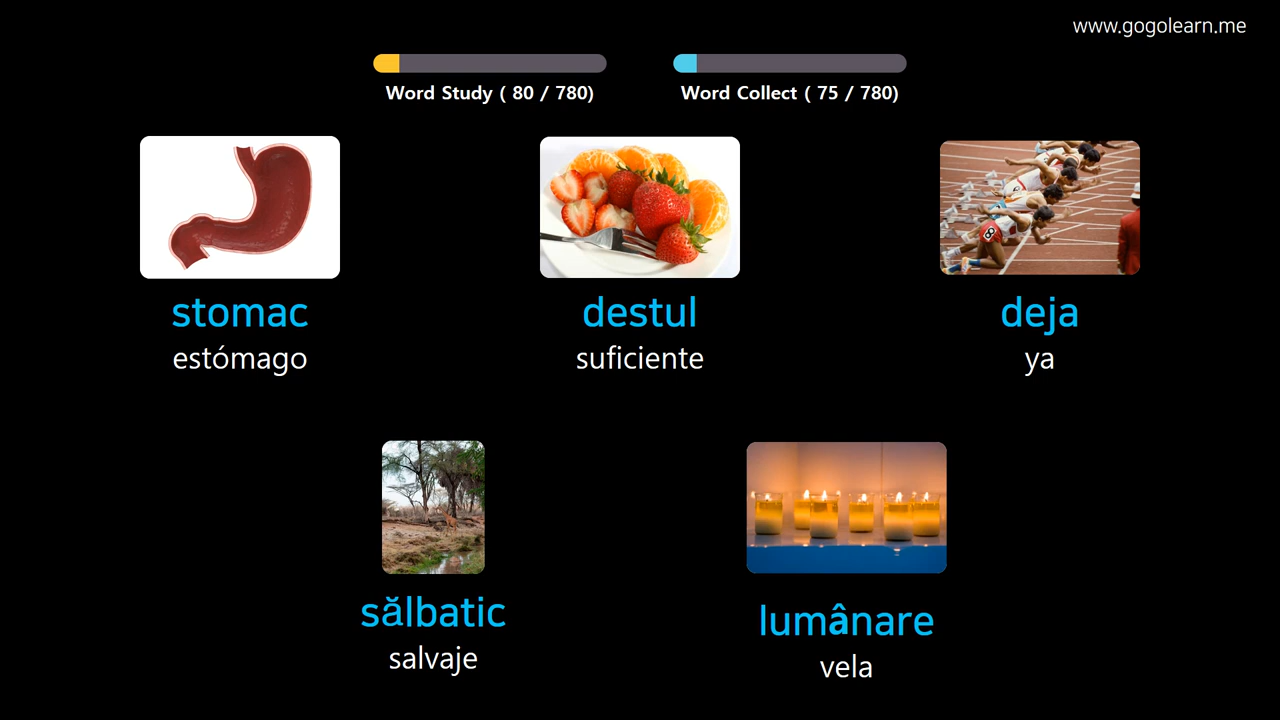 www.gogolearn.me
Word Study ( 80 / 780)
Word Collect ( 75 / 780)
stomac
estómago
destul
suficiente
deja
ya
sălbatic
salvaje
lumânare
vela